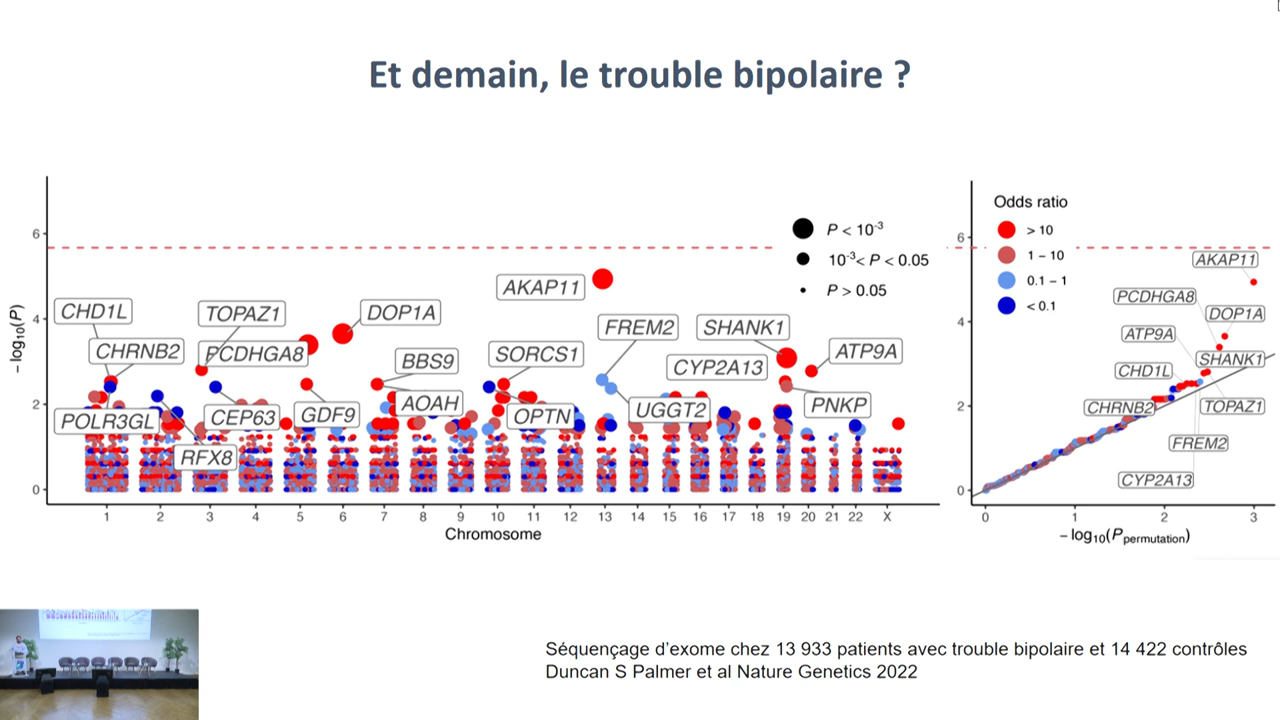 Et demain, le trouble bipolaire ?
− log10(P)
6
4
2
0
CHD1L
CHRNB2
POLR3GL
RFX8
TOPAZ1
PCDHGA8
CEP63
GDF9
DOP1A
BBS9
AOAH
AKAP11
SORCS1
OPTN
FREM2
UGGT2
SHANK1
CYP2A13
ATP9A
PNKP
P < 10-3
10-3< P < 0.05
P > 0.05
1 2 3 4 5 6 7 8 9 10 11 12 13 14 15 16 17 18 19 20 21 22 X
Chromosome
Odds ratio
> 10
1 − 10
0.1 − 1
< 0.1
6
4
2
0
AKAP11
PCDHGA8
DOP1A
ATP9A
SHANK1
CHD1L
CHRNB2
TOPAZ1
FREM2
CYP2A13
0 1 2 3
− log10(Ppermutation)
Séquençage d’exome chez 13 933 patients avec trouble bipolaire et 14 422 contrôles
Duncan S Palmer et al Nature Genetics 2022